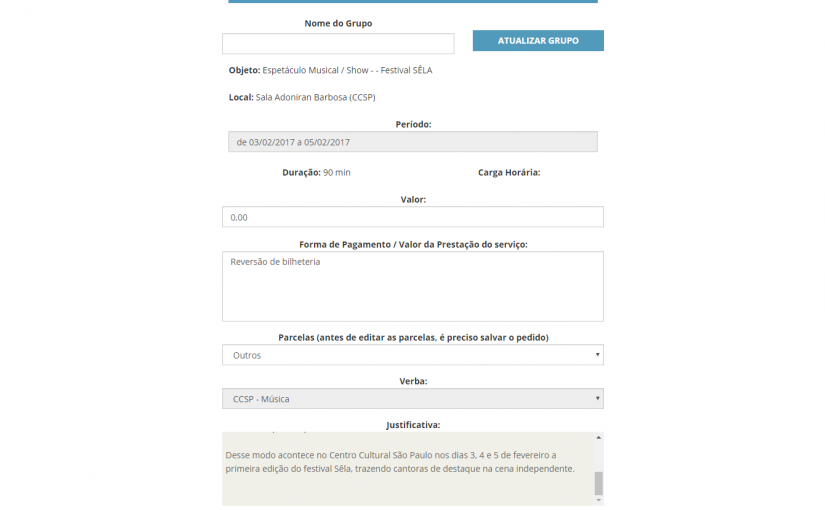 Nome do Grupo
ATUALIZAR GRUPO
Objeto: Espetáculo Musical / Show - - Festival SÊLA
Local: Sala Adoniran Barbosa (CCSP)
Período:
de 03/02/2017 a 05/02/2017
Duração: 90 min
Carga Horária:
Valor:
0,00
Forma de Pagamento / Valor da Prestação do serviço:
Reversão de bilheteria
Parcelas (antes de editar as parcelas, é preciso salvar o pedido)
Outros
Verba:
CCSP - Música
Justificativa:
Desse modo acontece no Centro Cultural São Paulo nos dias 3, 4 e 5 de fevereiro a
primeira edição do festival Sêla, trazendo cantoras de destaque na cena independente.